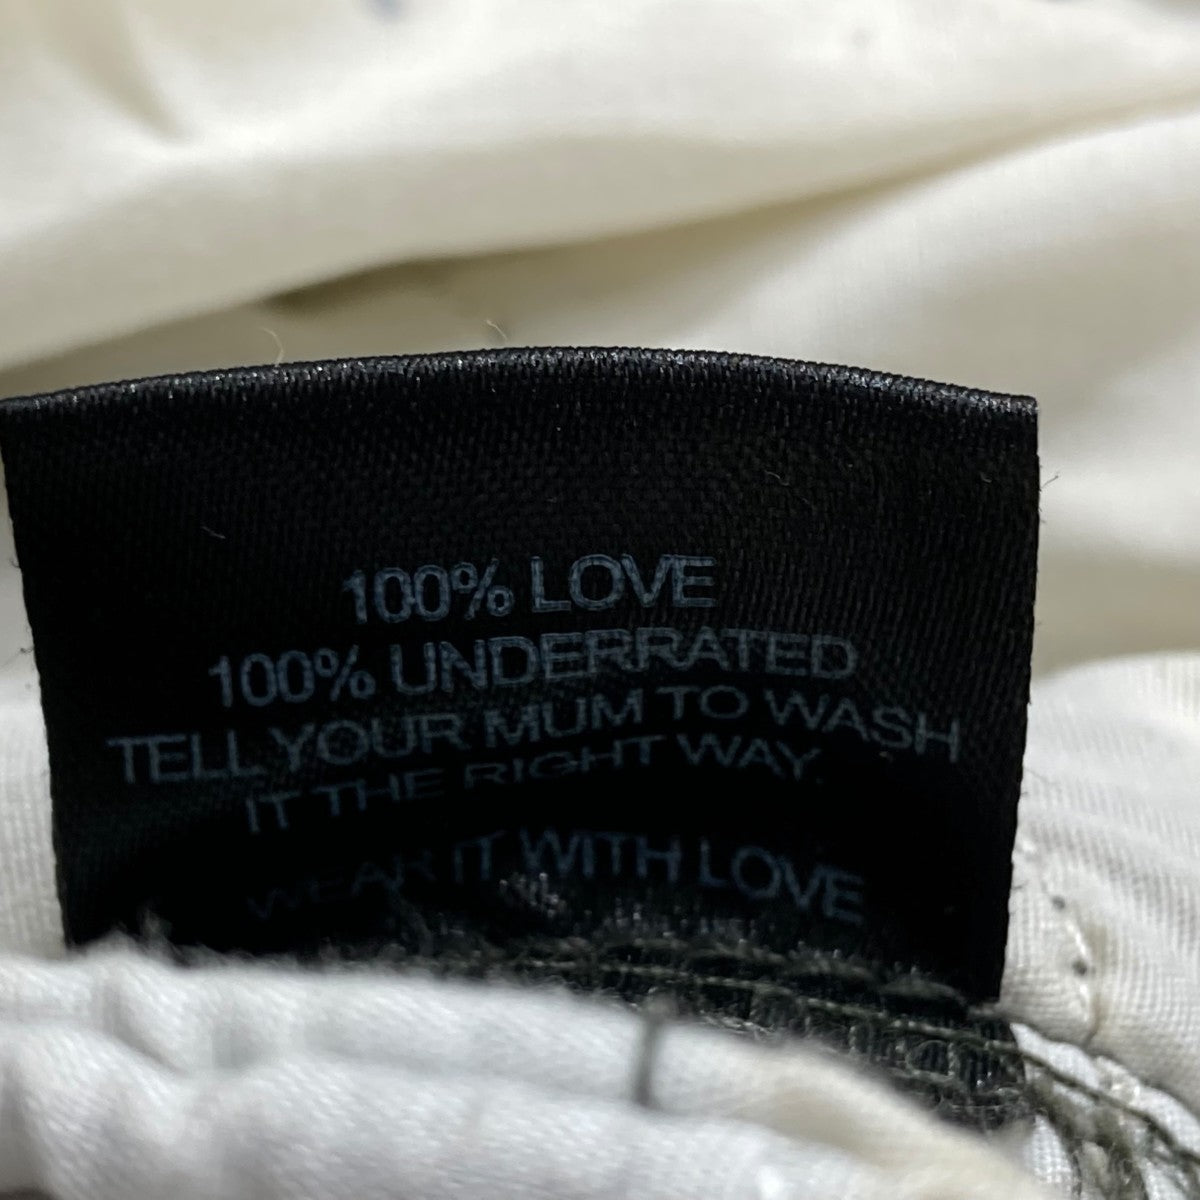 100% LOVE
100% UNDERRATED
TELL YOUR MUM TO WASH
IT THE RIGHT WAY
WEAR IT WITH LOVE